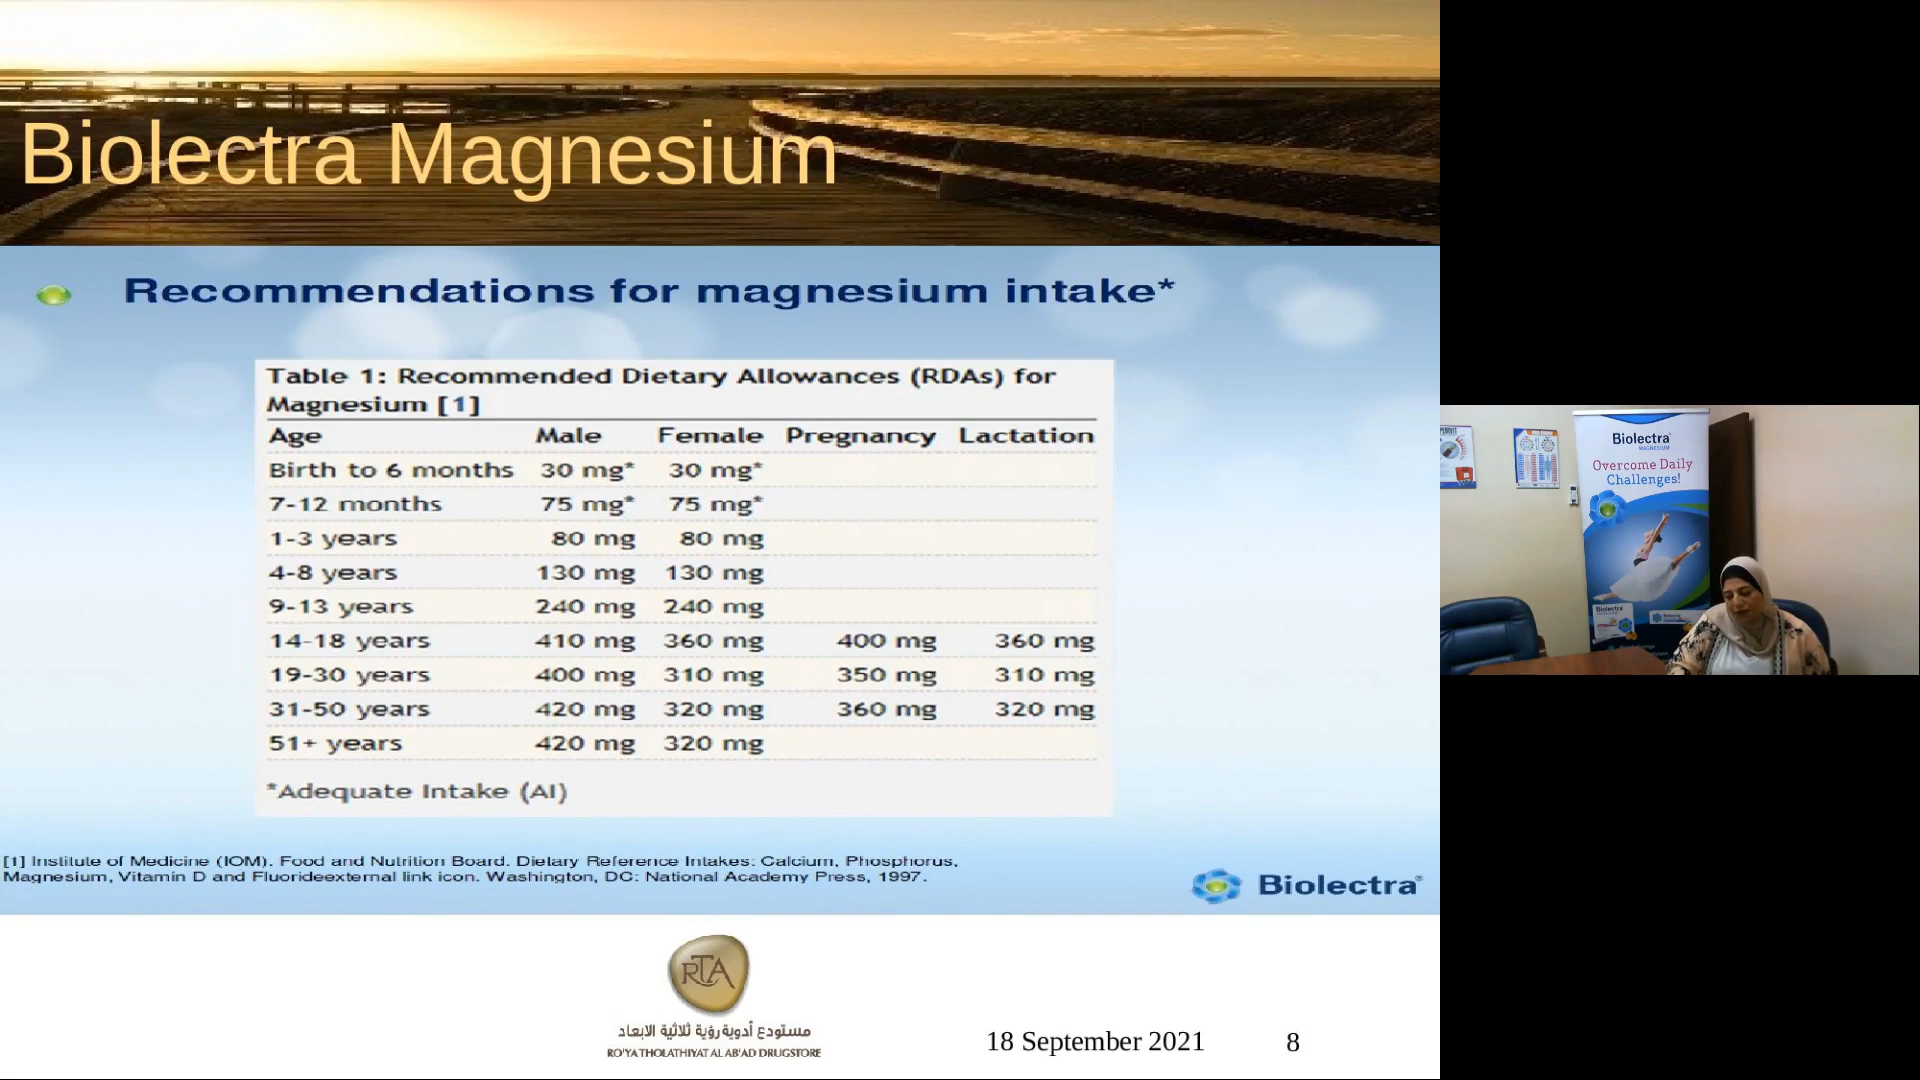 Biolectra Magnesium
Recommendations for magnesium intake*
Table 1: Recommended Dietary Allowances (RDAs) for
Magnesium [1]
Age Male Female Pregnancy Lactation
Birth to 6 months 30 mg* 30 mg*
7-12 months 75 mg* 75 mg*
1-3 years 80 mg 80 mg
4-8 years 130 mg 130 mg
9-13 years 240 mg 240 mg
14-18 years 410 mg 360 mg 400 mg 360 mg
19-30 years 400 mg 310 mg 350 mg 310 mg
31-50 years 420 mg 320 mg 360 mg 320 mg
51+ years 420 mg 320 mg
*Adequate Intake (AI)
[1] Institute of Medicine (IOM). Food and Nutrition Board. Dietary Reference Intakes: Calcium, Phosphorus,
Magnesium, Vitamin D and Fluorideexternal link icon. Washington, DC: National Academy Press, 1997.
Biolectra®
RTA
مستودع أدوية رؤية ثلاثية الابعاد
RO'YA THOLATHIYAT AL AB'AD DRUGSTORE
18 September 2021 8
Biolectra®
MAGNESIUM
Overcome Daily
Challenges!
Biolectra